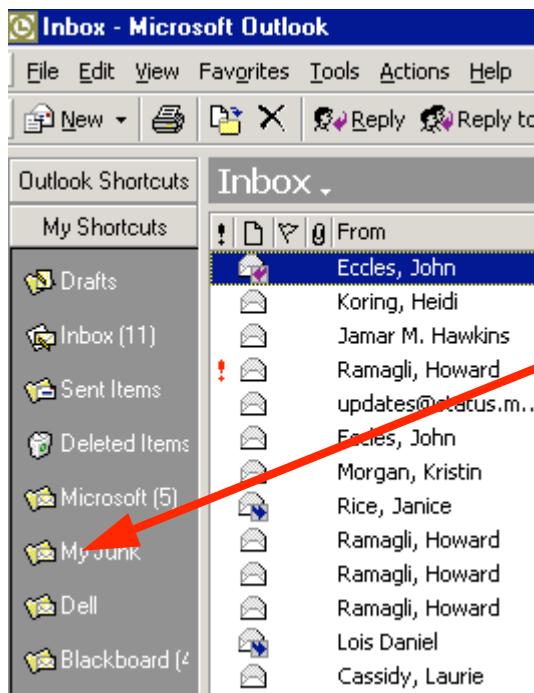 Inbox - Microsoft Outlook
File Edit View Favorites Tools Actions Help
New Reply Reply to
Outlook Shortcuts
My Shortcuts
Drafts
Inbox (11)
Sent Items
Deleted Items
Microsoft (5)
My Junk
Dell
Blackboard (4
Inbox
! From
Eccles, John
Koring, Heidi
Jamar M. Hawkins
! Ramagli, Howard
updates@status.m...
Eccles, John
Morgan, Kristin
Rice, Janice
Ramagli, Howard
Ramagli, Howard
Ramagli, Howard
Lois Daniel
Cassidy, Laurie